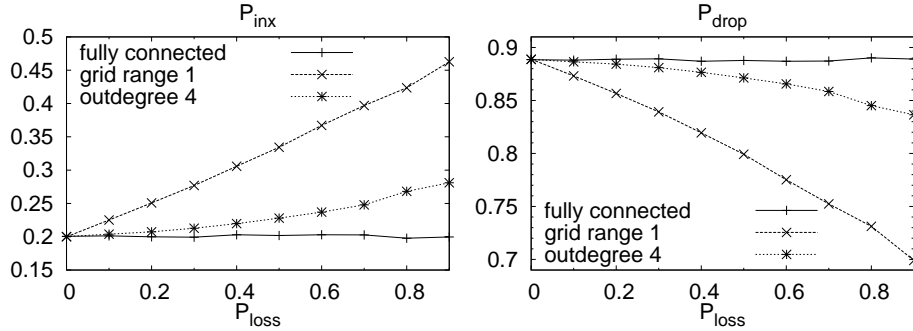 P_inx
0.5
0.45
0.4
0.35
0.3
0.25
0.2
0.15
fully connected
grid range 1
outdegree 4
0 0.2 0.4 0.6 0.8
P_loss
P_drop
0.9
0.85
0.8
0.75
0.7
fully connected
grid range 1
outdegree 4
0 0.2 0.4 0.6 0.8
P_loss